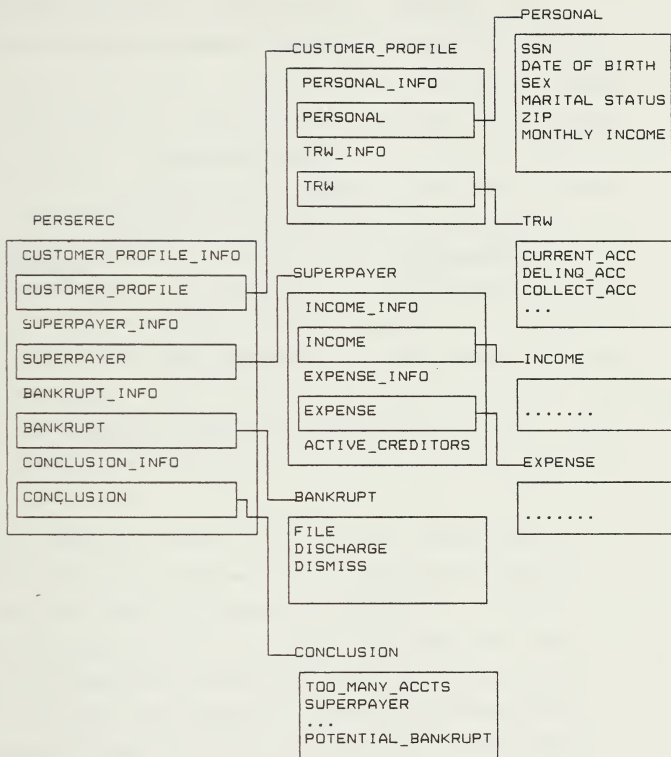 PERSEREC
CUSTOMER_PROFILE_INFO
CUSTOMER_PROFILE
SUPERPAYER_INFO
SUPERPAYER
BANKRUPT_INFO
BANKRUPT
CONCLUSION_INFO
CONCLUSION
CUSTOMER_PROFILE
PERSONAL_INFO
PERSONAL
TRW_INFO
TRW
SUPERPAYER
INCOME_INFO
INCOME
EXPENSE_INFO
EXPENSE
ACTIVE_CREDITORS
BANKRUPT
FILE
DISCHARGE
DISMISS
CONCLUSION
TOO_MANY_ACCTS
SUPERPAYER
...
POTENTIAL_BANKRUPT
PERSONAL
SSN
DATE OF BIRTH
SEX
MARITAL STATUS
ZIP
MONTHLY INCOME
TRW
CURRENT_ACC
DELINQ_ACC
COLLECT_ACC
...
INCOME
.......
EXPENSE
.......